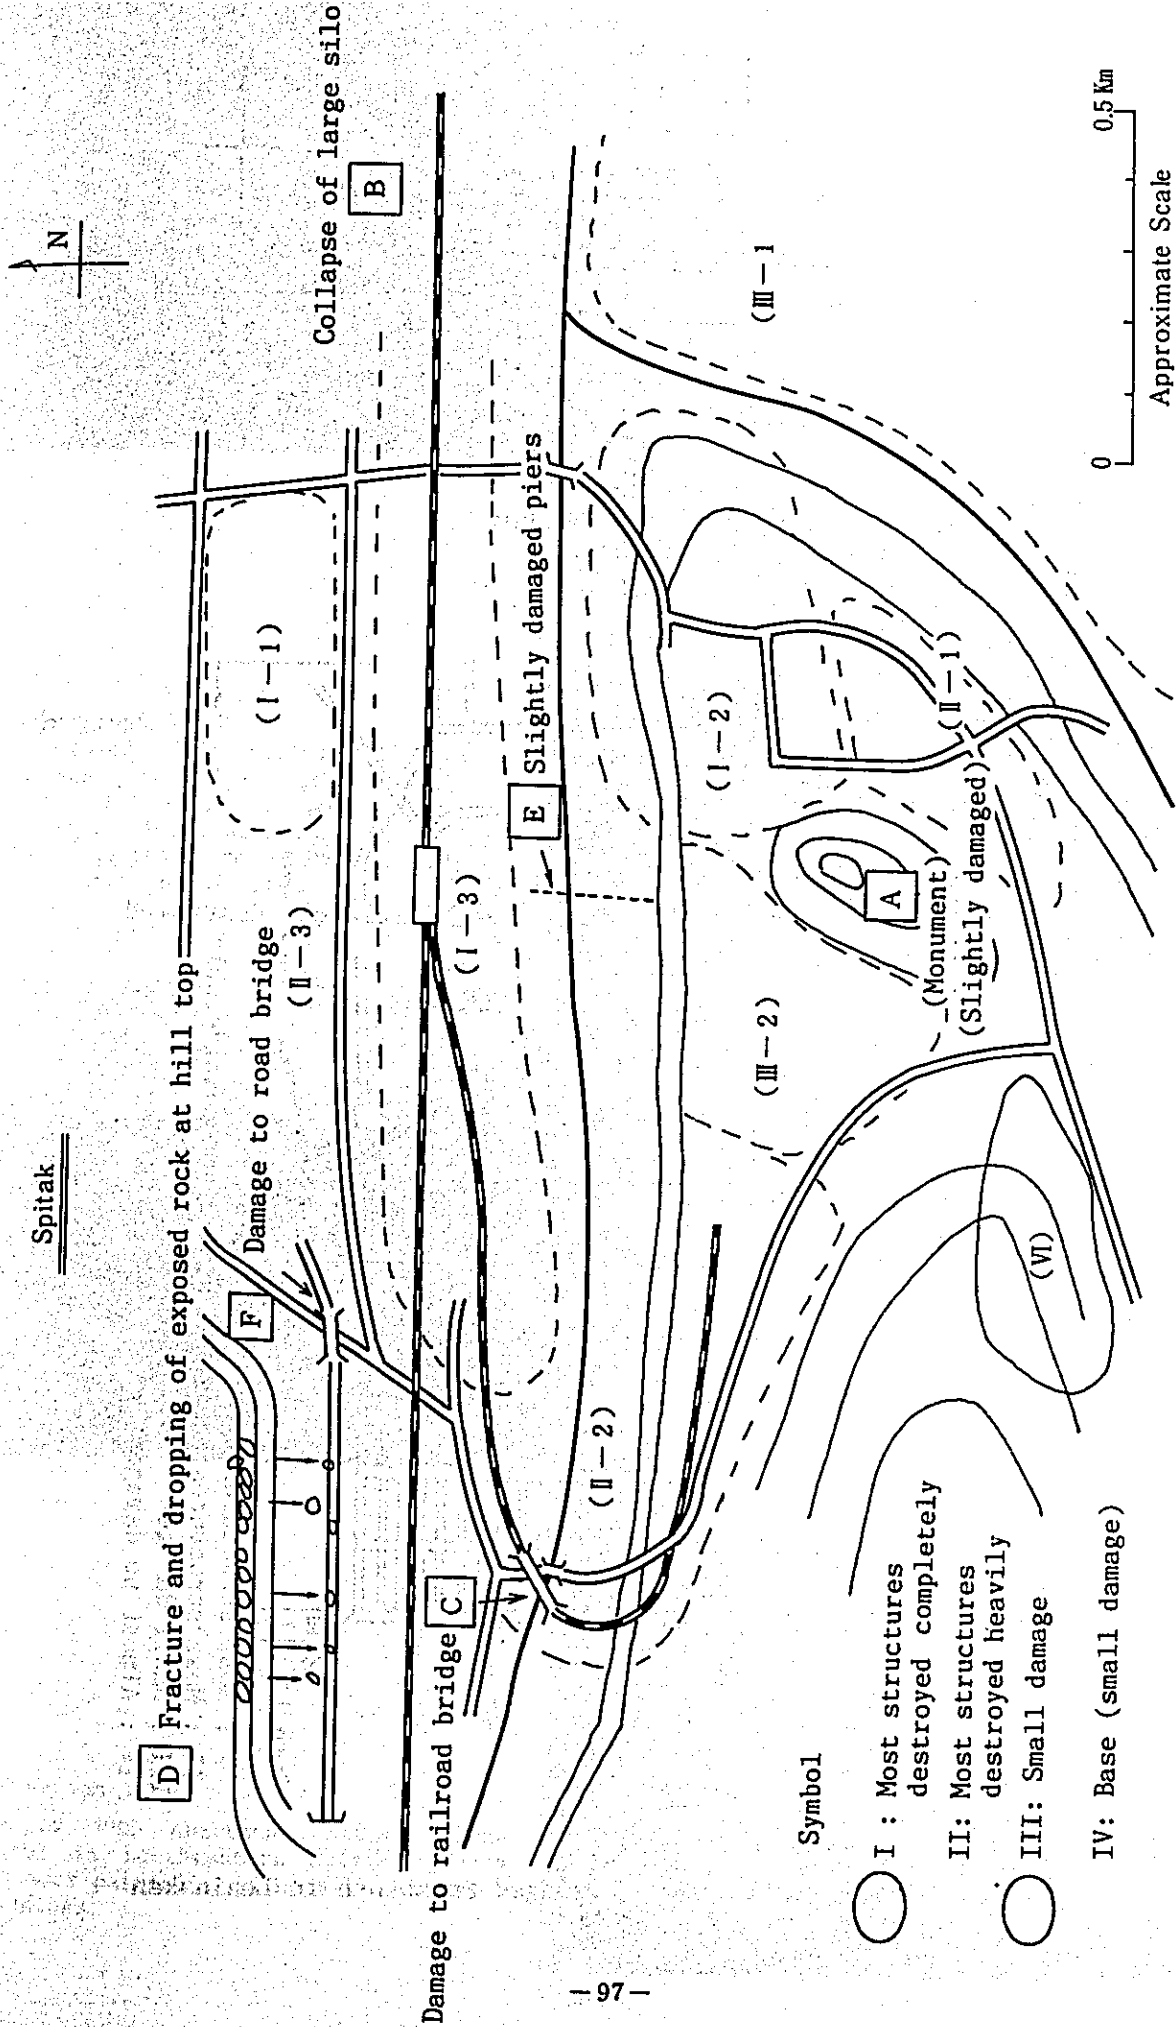 Spitak
N
D
Fracture and dropping of exposed rock at hill top
F
Damage to road bridge
(Ⅱ-3)
(Ⅰ-1)
Collapse of large silo
B
Damage to railroad bridge
C
(Ⅰ-3)
E
Slightly damaged piers
(Ⅱ-2)
(Ⅲ-2)
(Ⅰ-2)
(Ⅲ-1)
A
(Monument)
(Slightly damaged)
(Ⅱ-1)
(Ⅵ)
Symbol
I : Most structures
destroyed completely
II: Most structures
destroyed heavily
III: Small damage
IV: Base (small damage)
0
0.5 Km
Approximate Scale
-97-